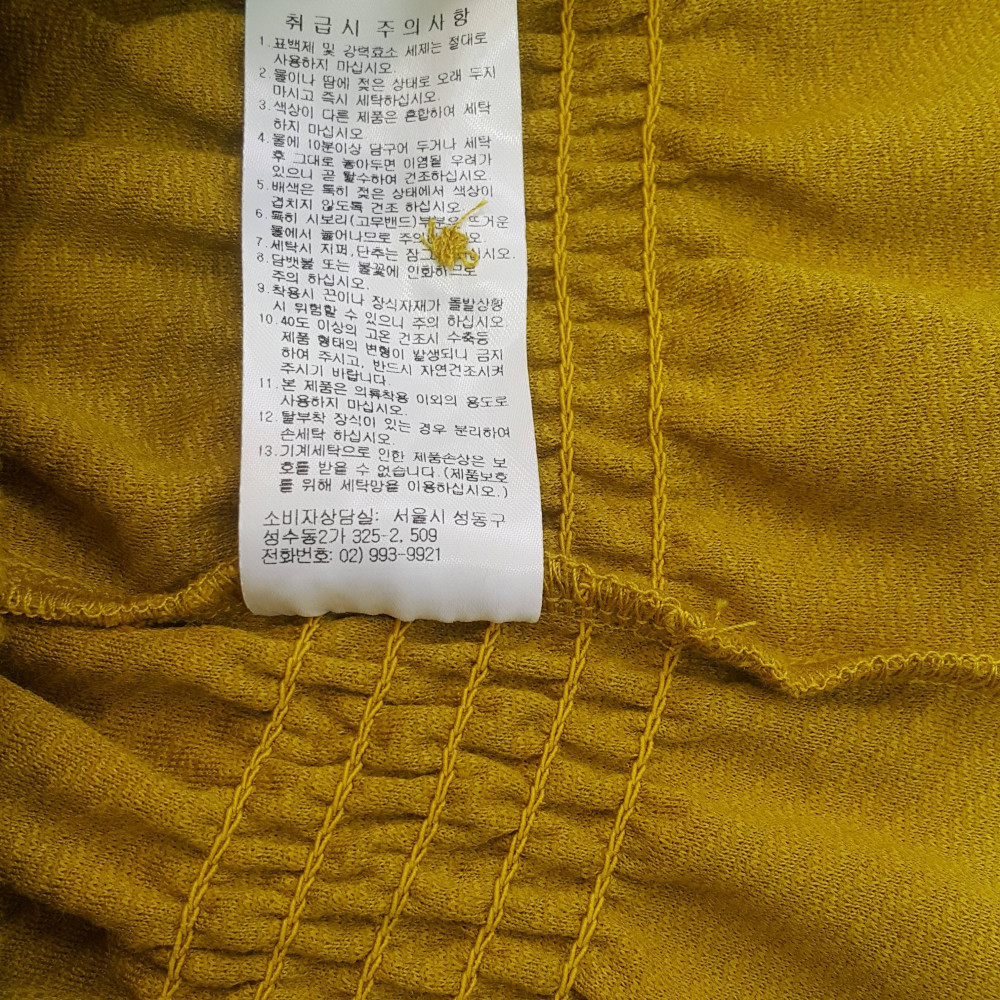 취급시 주의사항
1. 표백제 및 강력효소 세제는 절대로
사용하지 마십시오.
2. 물이나 땀에 젖은 상태로 오래 두지
마시고 즉시 세탁하십시오.
3. 색상이 다른 제품은 혼합하여 세탁
하지 마십시오
4. 물에 10분이상 담구어 두거나 세탁
후 그대로 놓아두면 이염될 우려가
있으니 곧 탈수하여 건조하십시오.
5. 배색은 특히 젖은 상태에서 색상이
겹치지 않도록 건조 하십시오.
6. 특히 시보리(고무밴드) 뜨거운
물에서 늘어나므로
7. 세탁시 지퍼,단추는
8. 담뱃불 또는 불꽃에 인화하므로
주의 하십시오.
9. 착용시 끈이나 장식자재가 돌발상황
시 위험할 수 있으니 주의 하십시오
10. 40도 이상의 고온 건조시 수축등
제품 형태의 변형이 발생되니 금지
하여 주시고, 반드시 자연건조시켜
주시기 바랍니다.
11. 본 제품은 의류착용 이외의 용도로
사용하지 마십시오.
12. 탈부착 장식이 있는 경우 분리하여
손세탁 하십시오.
13. 기계세탁으로 인한 제품손상은 보
호를 받을 수 없습니다.(제품보호
를 위해 세탁망을 이용하십시오.)
소비자상담실: 서울시 성동구
성수동2가 325-2, 509
전화번호: 02) 993-9921